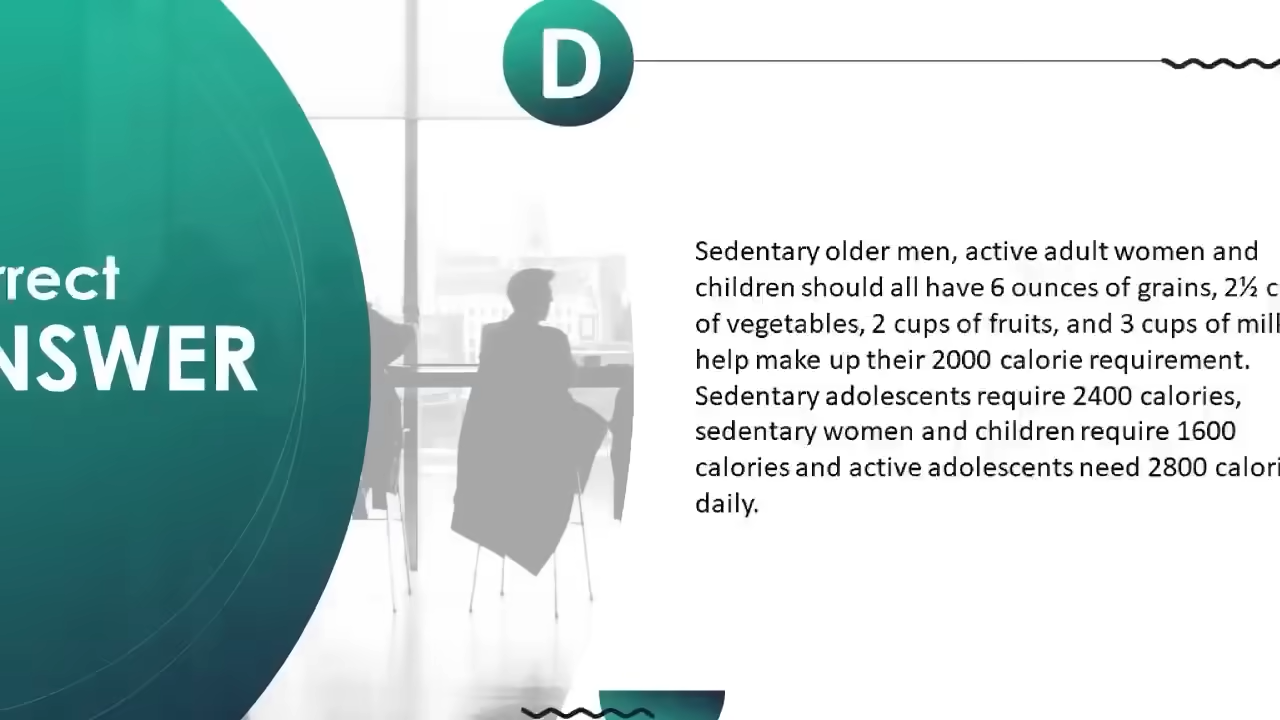 D
rrect
NSWER
Sedentary older men, active adult women and
children should all have 6 ounces of grains, 2½ c
of vegetables, 2 cups of fruits, and 3 cups of mil
help make up their 2000 calorie requirement.
Sedentary adolescents require 2400 calories,
sedentary women and children require 1600
calories and active adolescents need 2800 calori
daily.